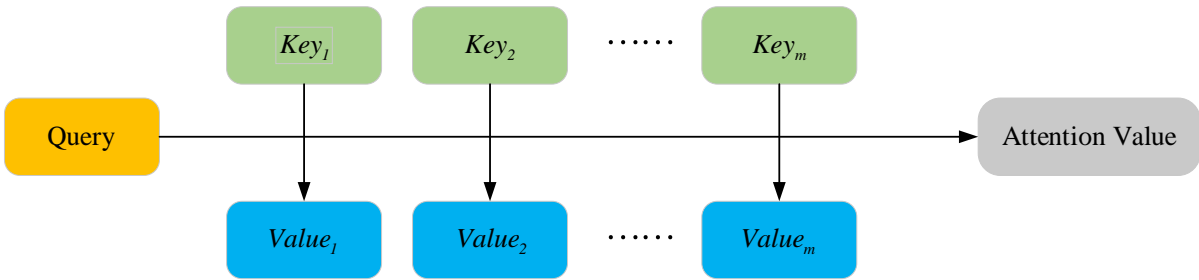 Key₁ Key₂ …… Keyₘ
Query Attention Value
Value₁ Value₂ …… Valueₘ